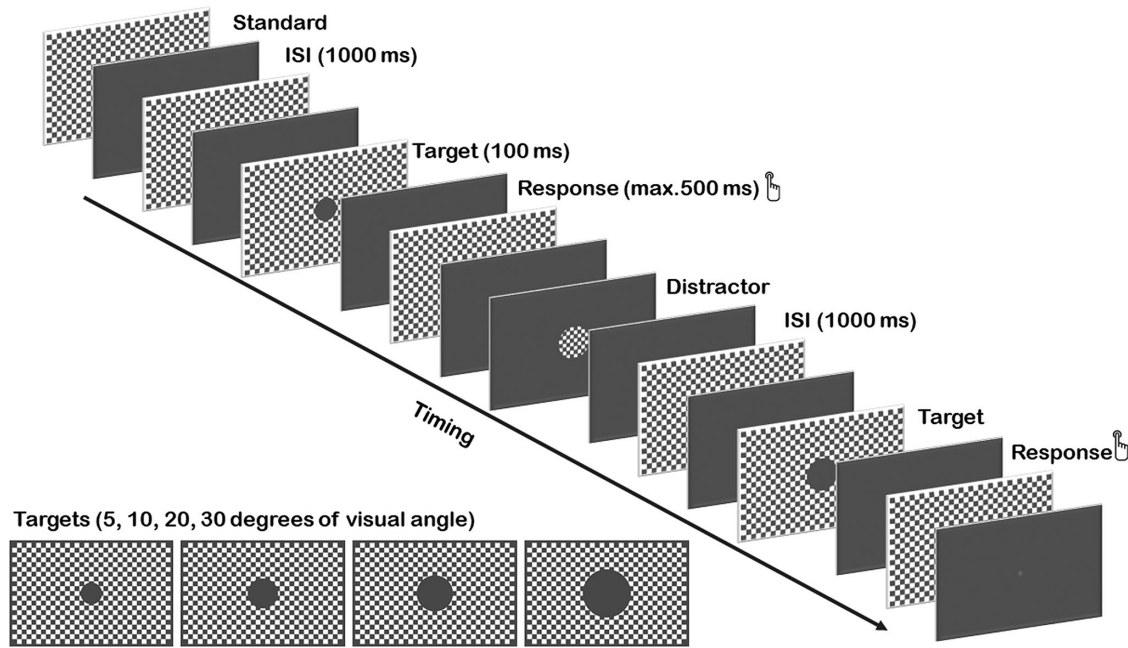 Standard
ISI (1000 ms)
Target (100 ms)
Response (max.500 ms)
Distractor
ISI (1000 ms)
Target
Response
Timing
Targets (5, 10, 20, 30 degrees of visual angle)